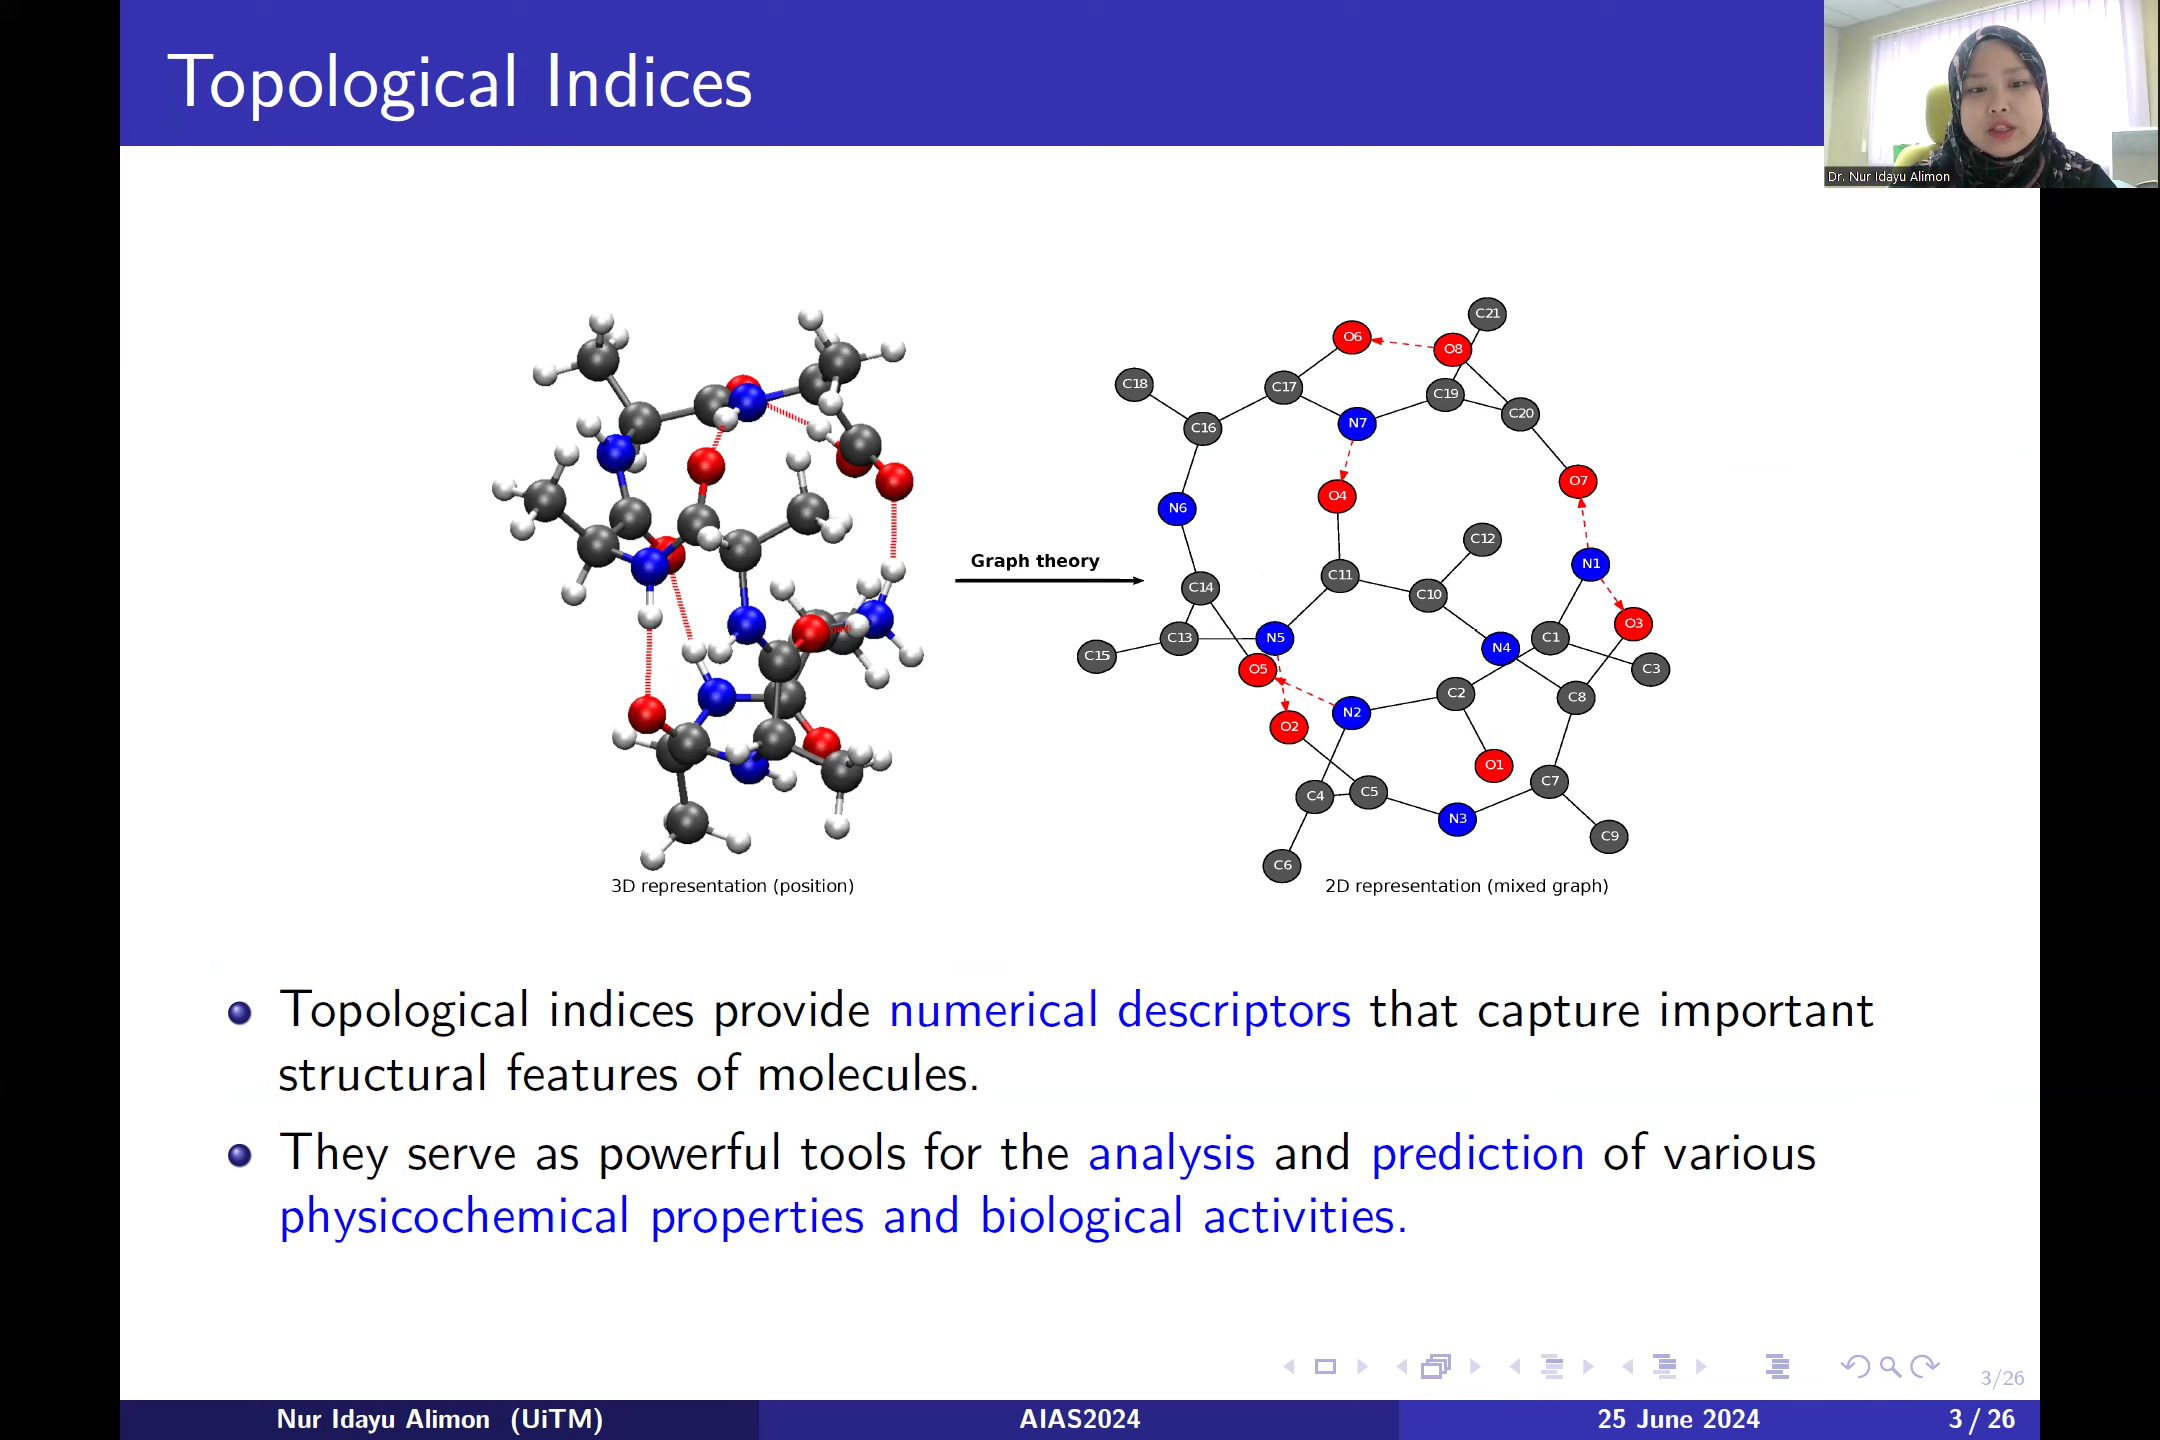 Topological Indices
Dr. Nur Idayu Alimon
C21
O6
O8
C18
C17
C19
C20
C16
N7
O7
O4
N6
C12
Graph theory
N1
C11
C14
C10
O3
C13
N5
C1
N4
C15
O5
C3
C2
C8
N2
O2
O1
C7
C4
C5
N3
C9
C6
3D representation (position)
2D representation (mixed graph)
Topological indices provide numerical descriptors that capture important
structural features of molecules.
They serve as powerful tools for the analysis and prediction of various
physicochemical properties and biological activities.
3/26
Nur Idayu Alimon (UiTM)
AIAS2024
25 June 2024
3 / 26